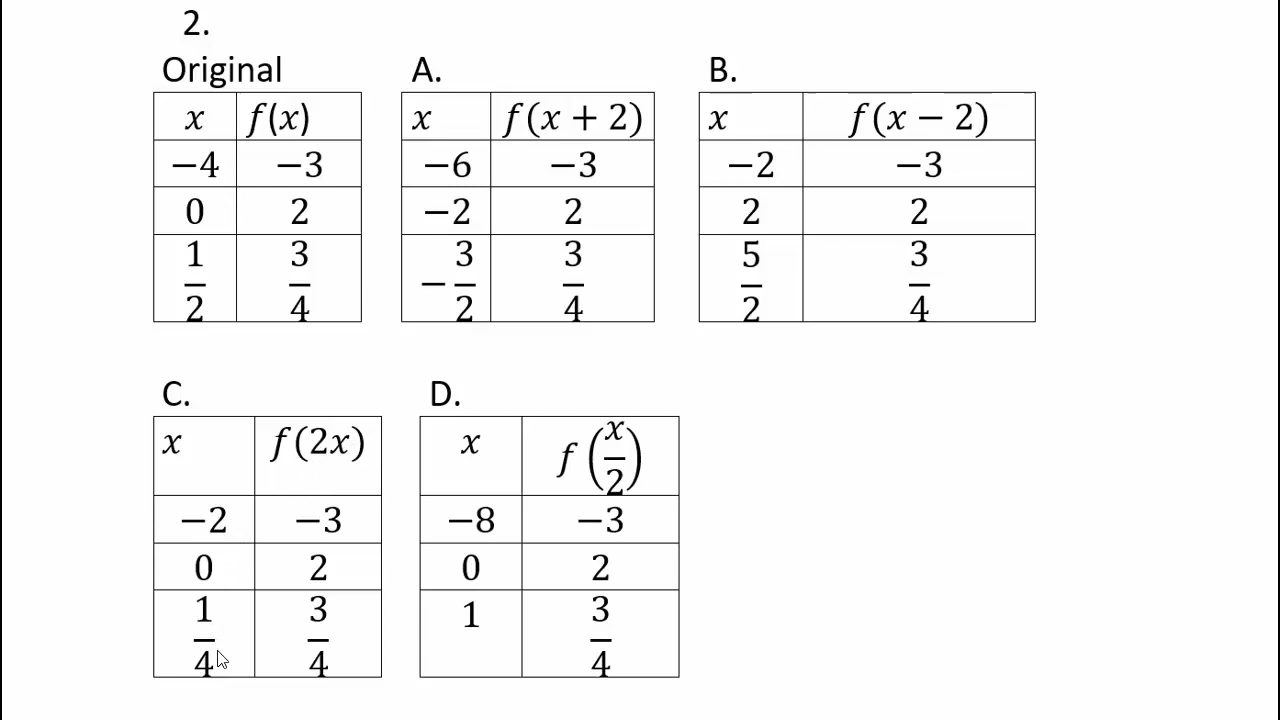 2.
Original A. B.
x f(x) x f(x + 2) x f(x − 2)
−4 −3 −6 −3 −2 −3
0 2 −2 2 2 2
1/2 3/4 −3/2 3/4 5/2 3/4
C. D.
x f(2x) x f(x/2)
−2 −3 −8 −3
0 2 0 2
1/4 3/4 1 3/4